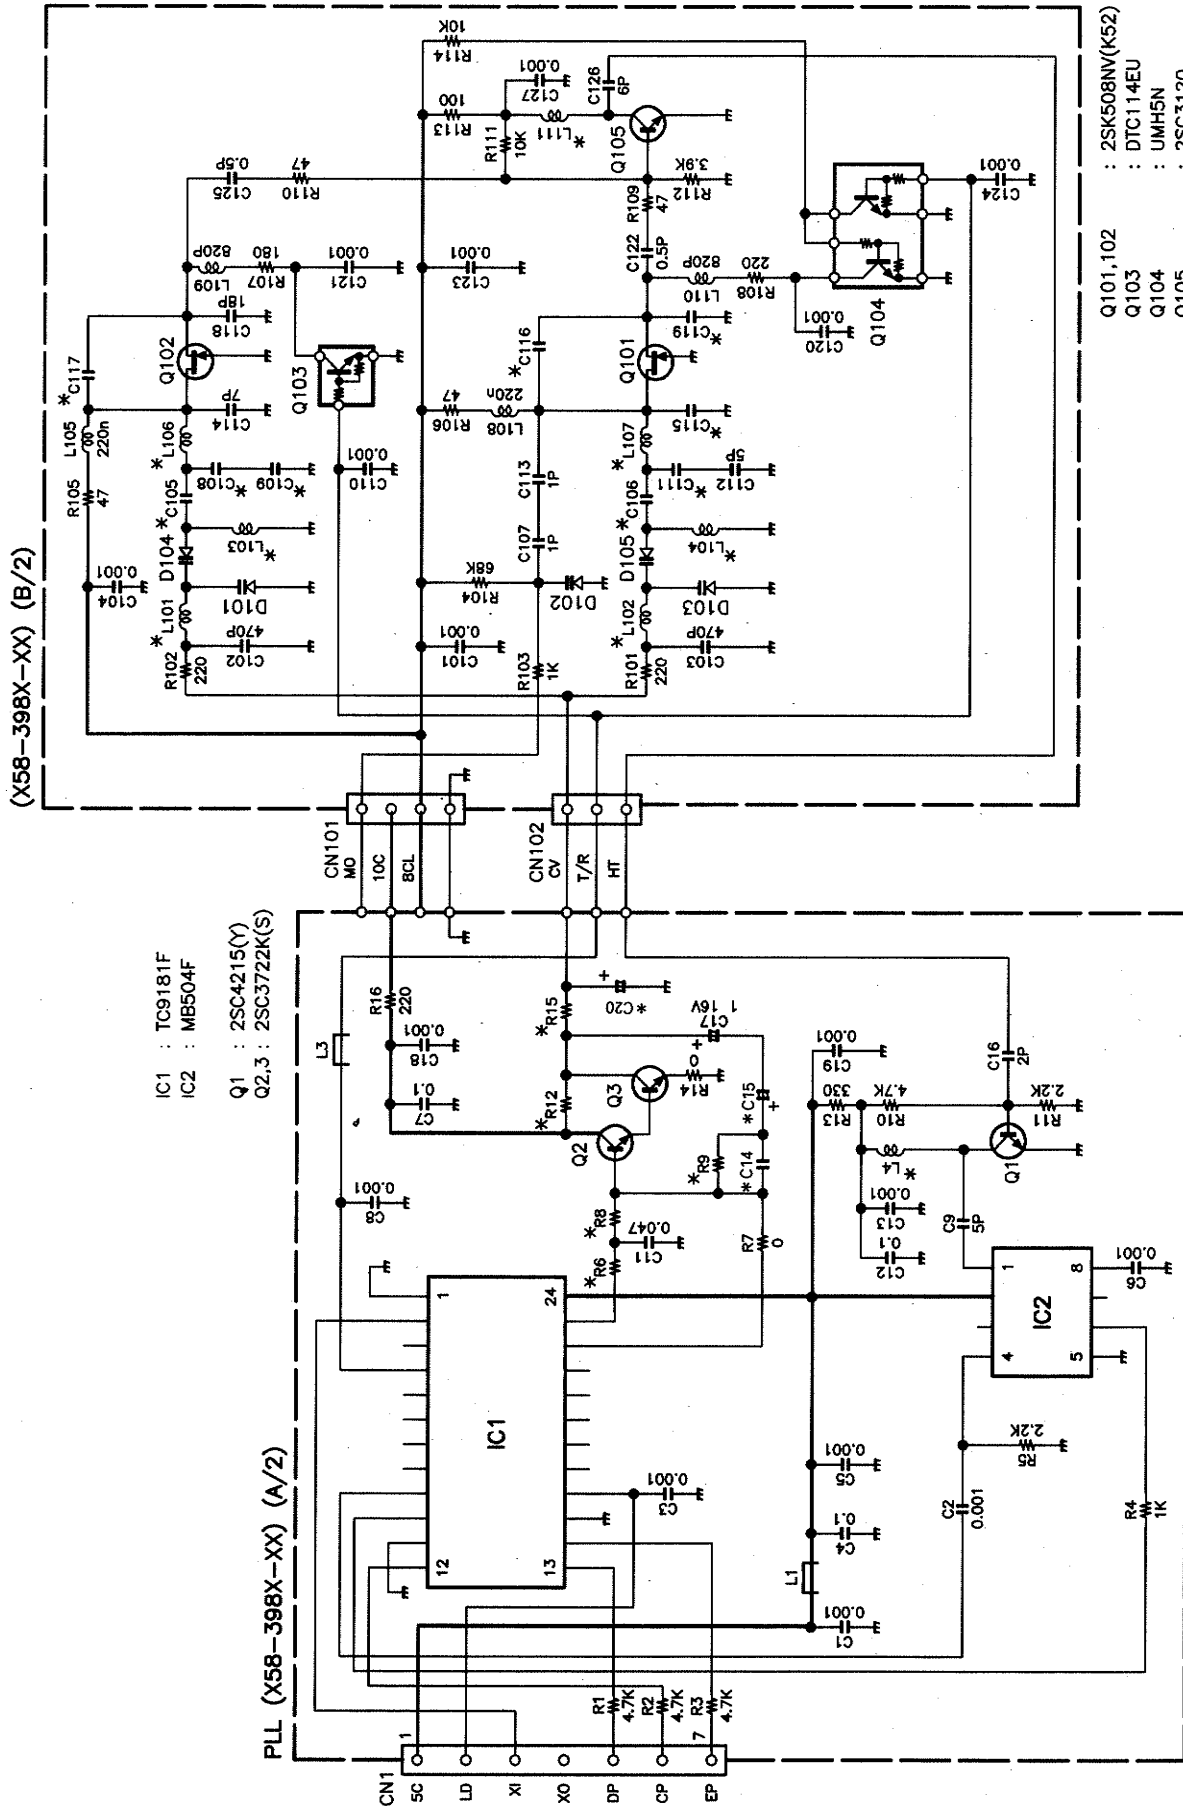 PLL (X58-398X-XX) (A/2)
IC1 : TC9181F
IC2 : MB504F
Q1 : 2SC4215(Y)
Q2,3 : 2SC3722K(S)
CN1
1
5C
LD
XI
XO
DP
CP
EP
7
R1
4.7K
R2
4.7K
R3
4.7K
IC1
1
12
13
24
L3
C8
0.001
C7
0.1
C18
0.001
R16
220
*R6
*R8
C11
0.047
R7
0
Q2
*R12
Q3
*R15
R14
0
*R9
*C14
*C15
+
C17
1 16V
+
*C20
+
C3
0.001
L1
C1
0.001
C4
0.1
C5
0.001
C2
0.001
R5
2.2K
R4
1K
IC2
1
4
5
8
C6
0.001
C9
5P
C12
0.1
C13
0.001
*L4
R13
330
R10
4.7K
C19
0.001
R11
2.2K
C16
2P
Q1
CN101
MO
10C
8CL
CN102
CV
T/R
HT
(X58-398X-XX) (B/2)
C104
0.001
R105
47
L105
220n
*C117
R102
220
*L101
C102
470P
D101
D104
*L103
*C105
*C108
*C109
*L106
C114
7P
Q102
C118
18P
L109
820P
R107
180
C121
0.001
C125
0.5P
R110
47
Q103
C110
0.001
C101
0.001
R103
1K
R104
68K
D102
C107
1P
C113
1P
R106
47
L108
220n
*C116
C123
0.001
R101
220
*L102
C103
470P
D103
D105
*L104
*C106
*C111
C112
5P
*L107
*C115
Q101
*C119
L110
820P
R108
220
C120
0.001
C122
0.5P
R109
47
R112
3.9K
Q105
R111
10K
*L111
R113
100
C127
0.001
C126
6P
R114
10K
Q104
C124
0.001
Q101,102 : 2SK508NV(K52)
Q103 : DTC114EU
Q104 : UMH5N